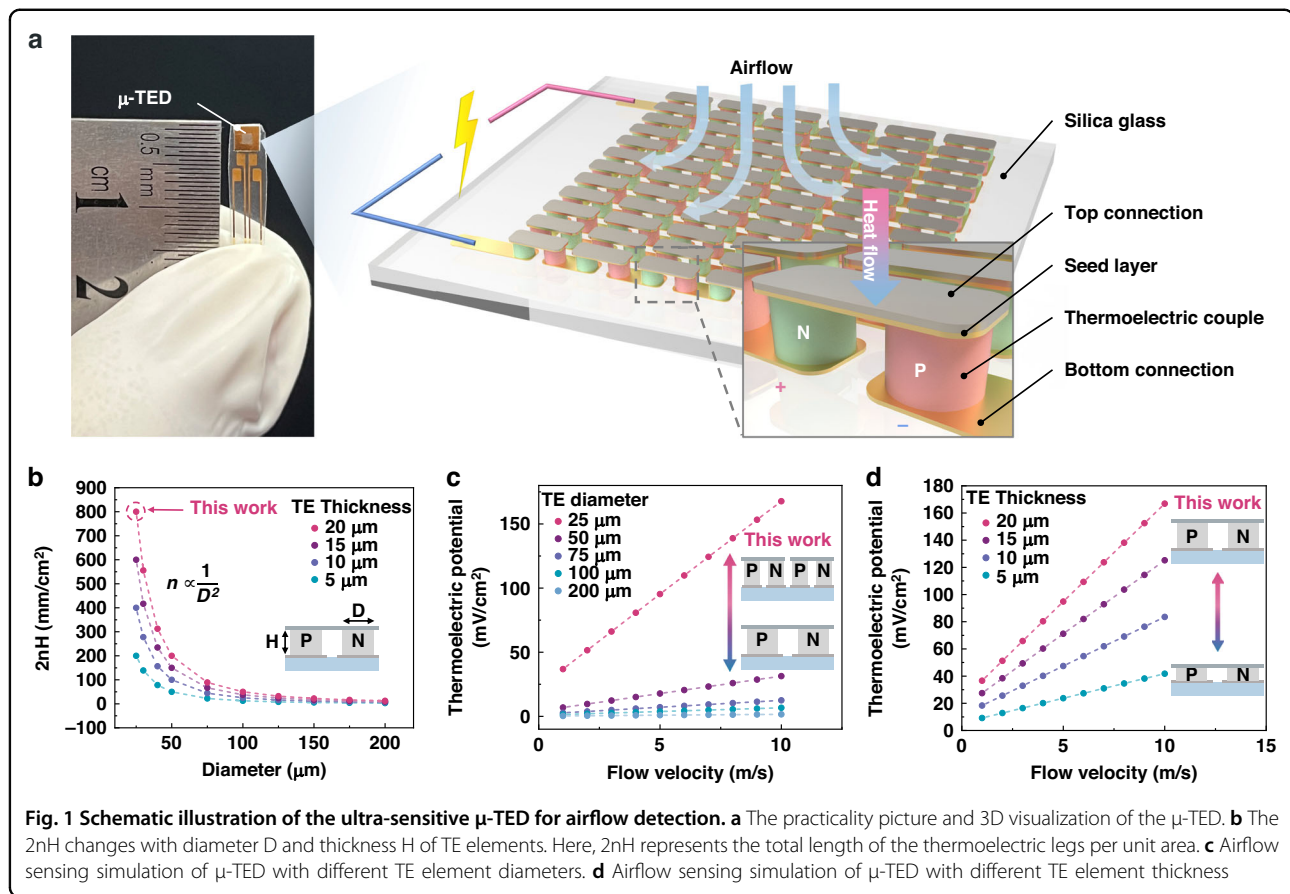 a
μ-TED
0.5 mm
cm
1
2
Airflow
Heat flow
Silica glass
Top connection
Seed layer
Thermoelectric couple
Bottom connection
N
P
+
−
b
2nH (mm/cm²)
900
800
700
600
500
400
300
200
100
0
−100
50
100
150
200
Diameter (μm)
This work
TE Thickness
20 μm
15 μm
10 μm
5 μm
n ∝ 1/D²
D
H
P
N
c
Thermoelectric potential
(mV/cm²)
150
100
50
0
0
5
10
Flow velocity (m/s)
TE diameter
25 μm
50 μm
75 μm
100 μm
200 μm
This work
P N P N
P N
d
Thermoelectric potential
(mV/cm²)
180
160
140
120
100
80
60
40
20
0
0
5
10
15
Flow velocity (m/s)
TE Thickness
20 μm
15 μm
10 μm
5 μm
This work
P N
P N
Fig. 1 Schematic illustration of the ultra-sensitive μ-TED for airflow detection. a The practicality picture and 3D visualization of the μ-TED. b The
2nH changes with diameter D and thickness H of TE elements. Here, 2nH represents the total length of the thermoelectric legs per unit area. c Airflow
sensing simulation of μ-TED with different TE element diameters. d Airflow sensing simulation of μ-TED with different TE element thickness